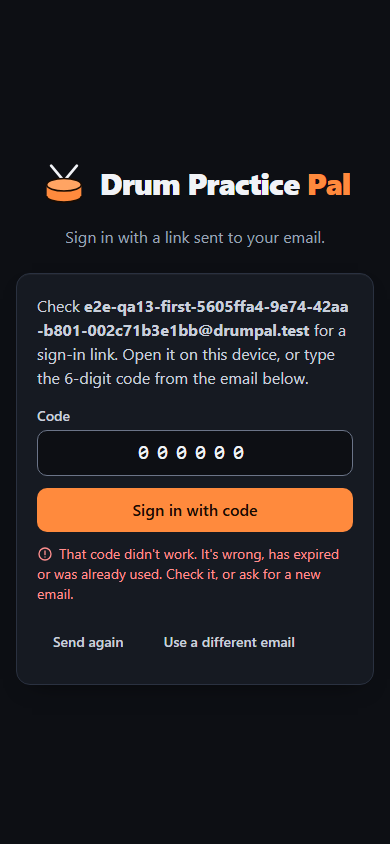 Drum Practice Pal
Sign in with a link sent to your email.
Check e2e-qa13-first-5605ffa4-9e74-42aa
-b801-002c71b3e1bb@drumpal.test for a
sign-in link. Open it on this device, or type
the 6-digit code from the email below.
Code
000000
Sign in with code
That code didn't work. It's wrong, has expired
or was already used. Check it, or ask for a new
email.
Send again
Use a different email